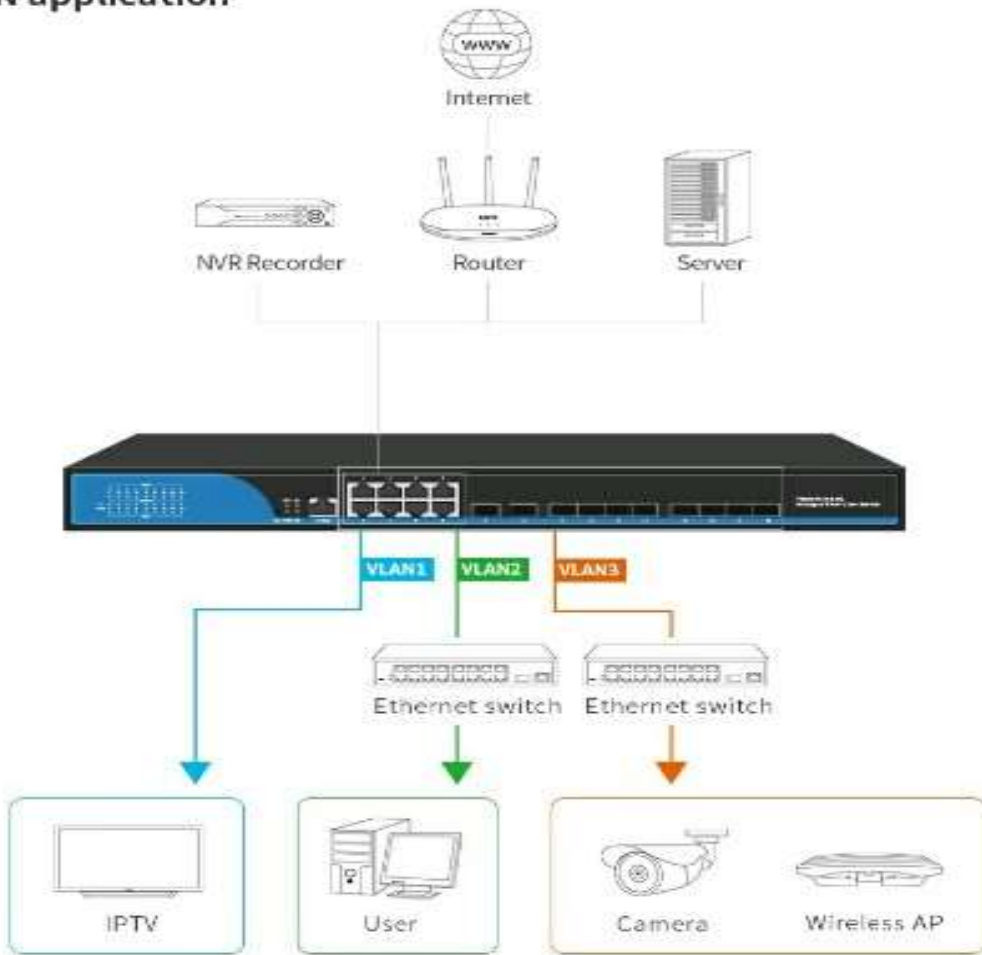 application
WWW
Internet
NVR Recorder
Router
Server
VLAN1
VLAN2
VLAN3
Ethernet switch
Ethernet switch
IPTV
User
Camera
Wireless AP